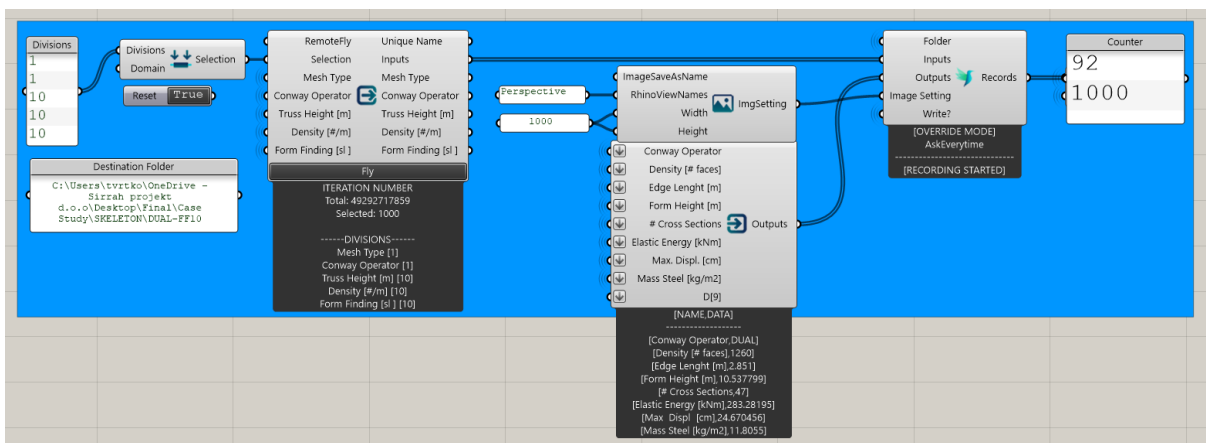 Divisions
1
1
10
10
10
Divisions
Domain
Selection
Reset True
Destination Folder
C:\Users\tvrtko\OneDrive -
Sirrah projekt
d.o.o\Desktop\Final\Case
Study\SKELETON\DUAL-FF10
RemoteFly Unique Name
Selection Inputs
Mesh Type Mesh Type
Conway Operator Conway Operator
Truss Height [m] Truss Height [m]
Density [#/m] Density [#/m]
Form Finding [sl ] Form Finding [sl ]
Fly
ITERATION NUMBER
Total: 49292717859
Selected: 1000
------DIVISIONS------
Mesh Type [1]
Conway Operator [1]
Truss Height [m] [10]
Density [#/m] [10]
Form Finding [sl ] [10]
Perspective
1000
ImageSaveAsName
RhinoViewNames
Width
Height
ImgSetting
Conway Operator
Density [# faces]
Edge Lenght [m]
Form Height [m]
# Cross Sections Outputs
Elastic Energy [kNm]
Max. Displ. [cm]
Mass Steel [kg/m2]
D[9]
[NAME,DATA]
-------------------
[Conway Operator,DUAL]
[Density [# faces],1260]
[Edge Lenght [m],2.851]
[Form Height [m],10.537799]
[# Cross Sections,47]
[Elastic Energy [kNm],283.28195]
[Max Displ [cm],24.670456]
[Mass Steel [kg/m2],11.8055]
Folder
Inputs
Outputs Records
Image Setting
Write?
[OVERRIDE MODE]
AskEverytime
----------------------------
[RECORDING STARTED]
Counter
92
1000